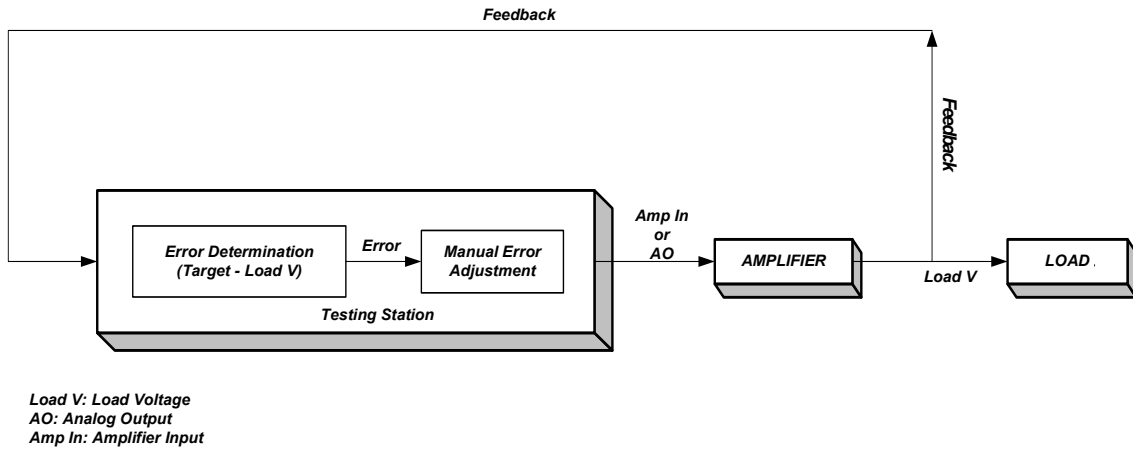 Feedback
Feedback
Error Determination
(Target - Load V)
Error
Manual Error
Adjustment
Testing Station
Amp In
or
AO
AMPLIFIER
Load V
LOAD .
Load V: Load Voltage
AO: Analog Output
Amp In: Amplifier Input